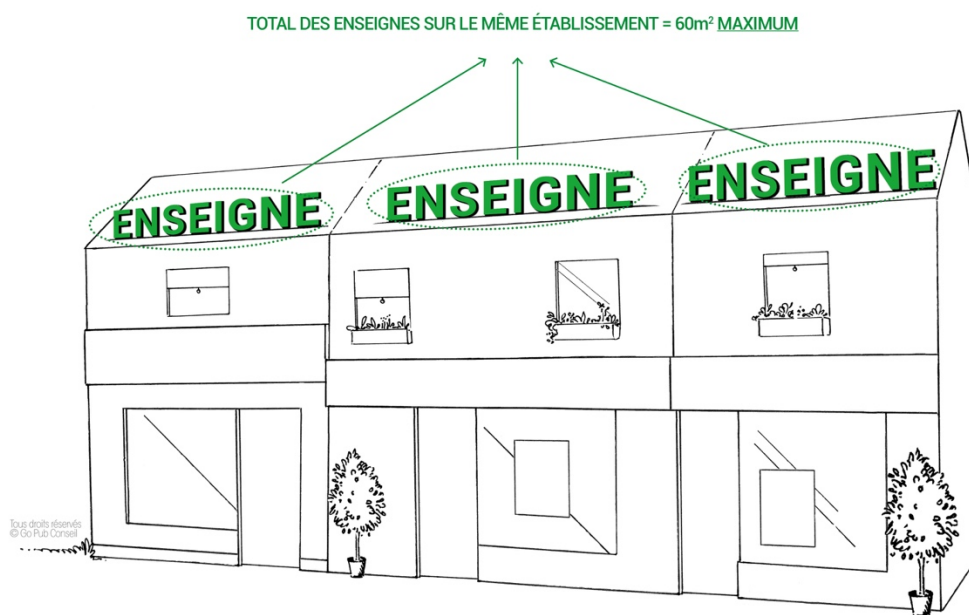 TOTAL DES ENSEIGNES SUR LE MÊME ÉTABLISSEMENT = 60m² MAXIMUM
ENSEIGNE ENSEIGNE ENSEIGNE
Tous droits réservés
© Go Pub Conseil